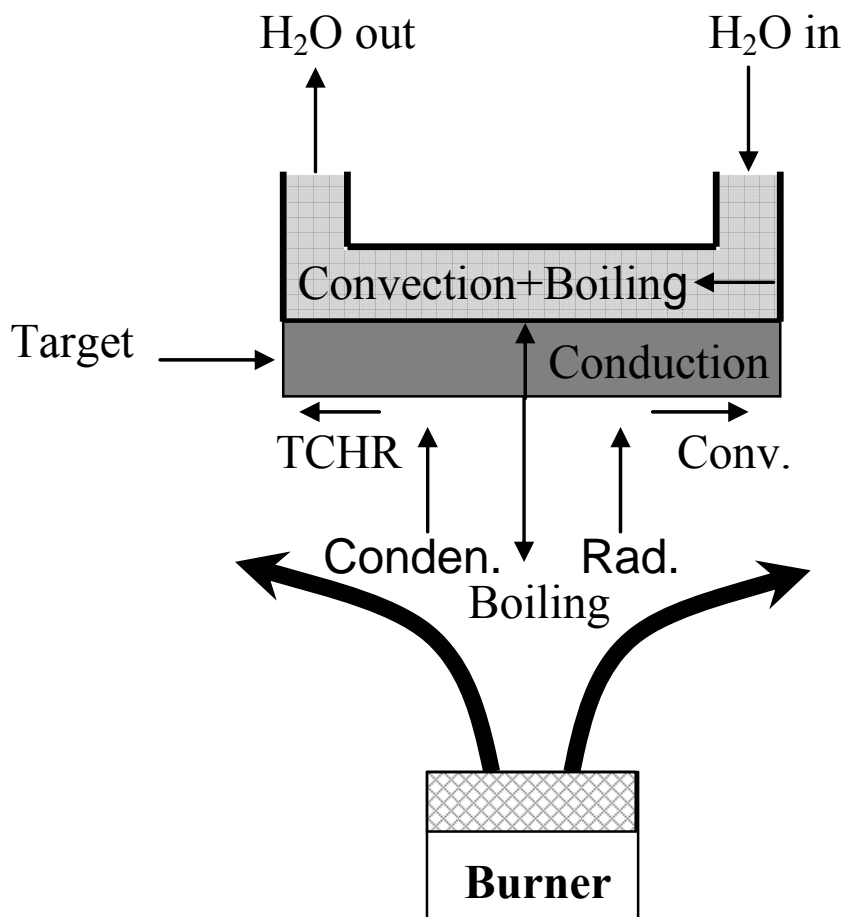 H₂O out
H₂O in
Convection+Boiling
Target
Conduction
TCHR
Conv.
Conden.
Rad.
Boiling
Burner